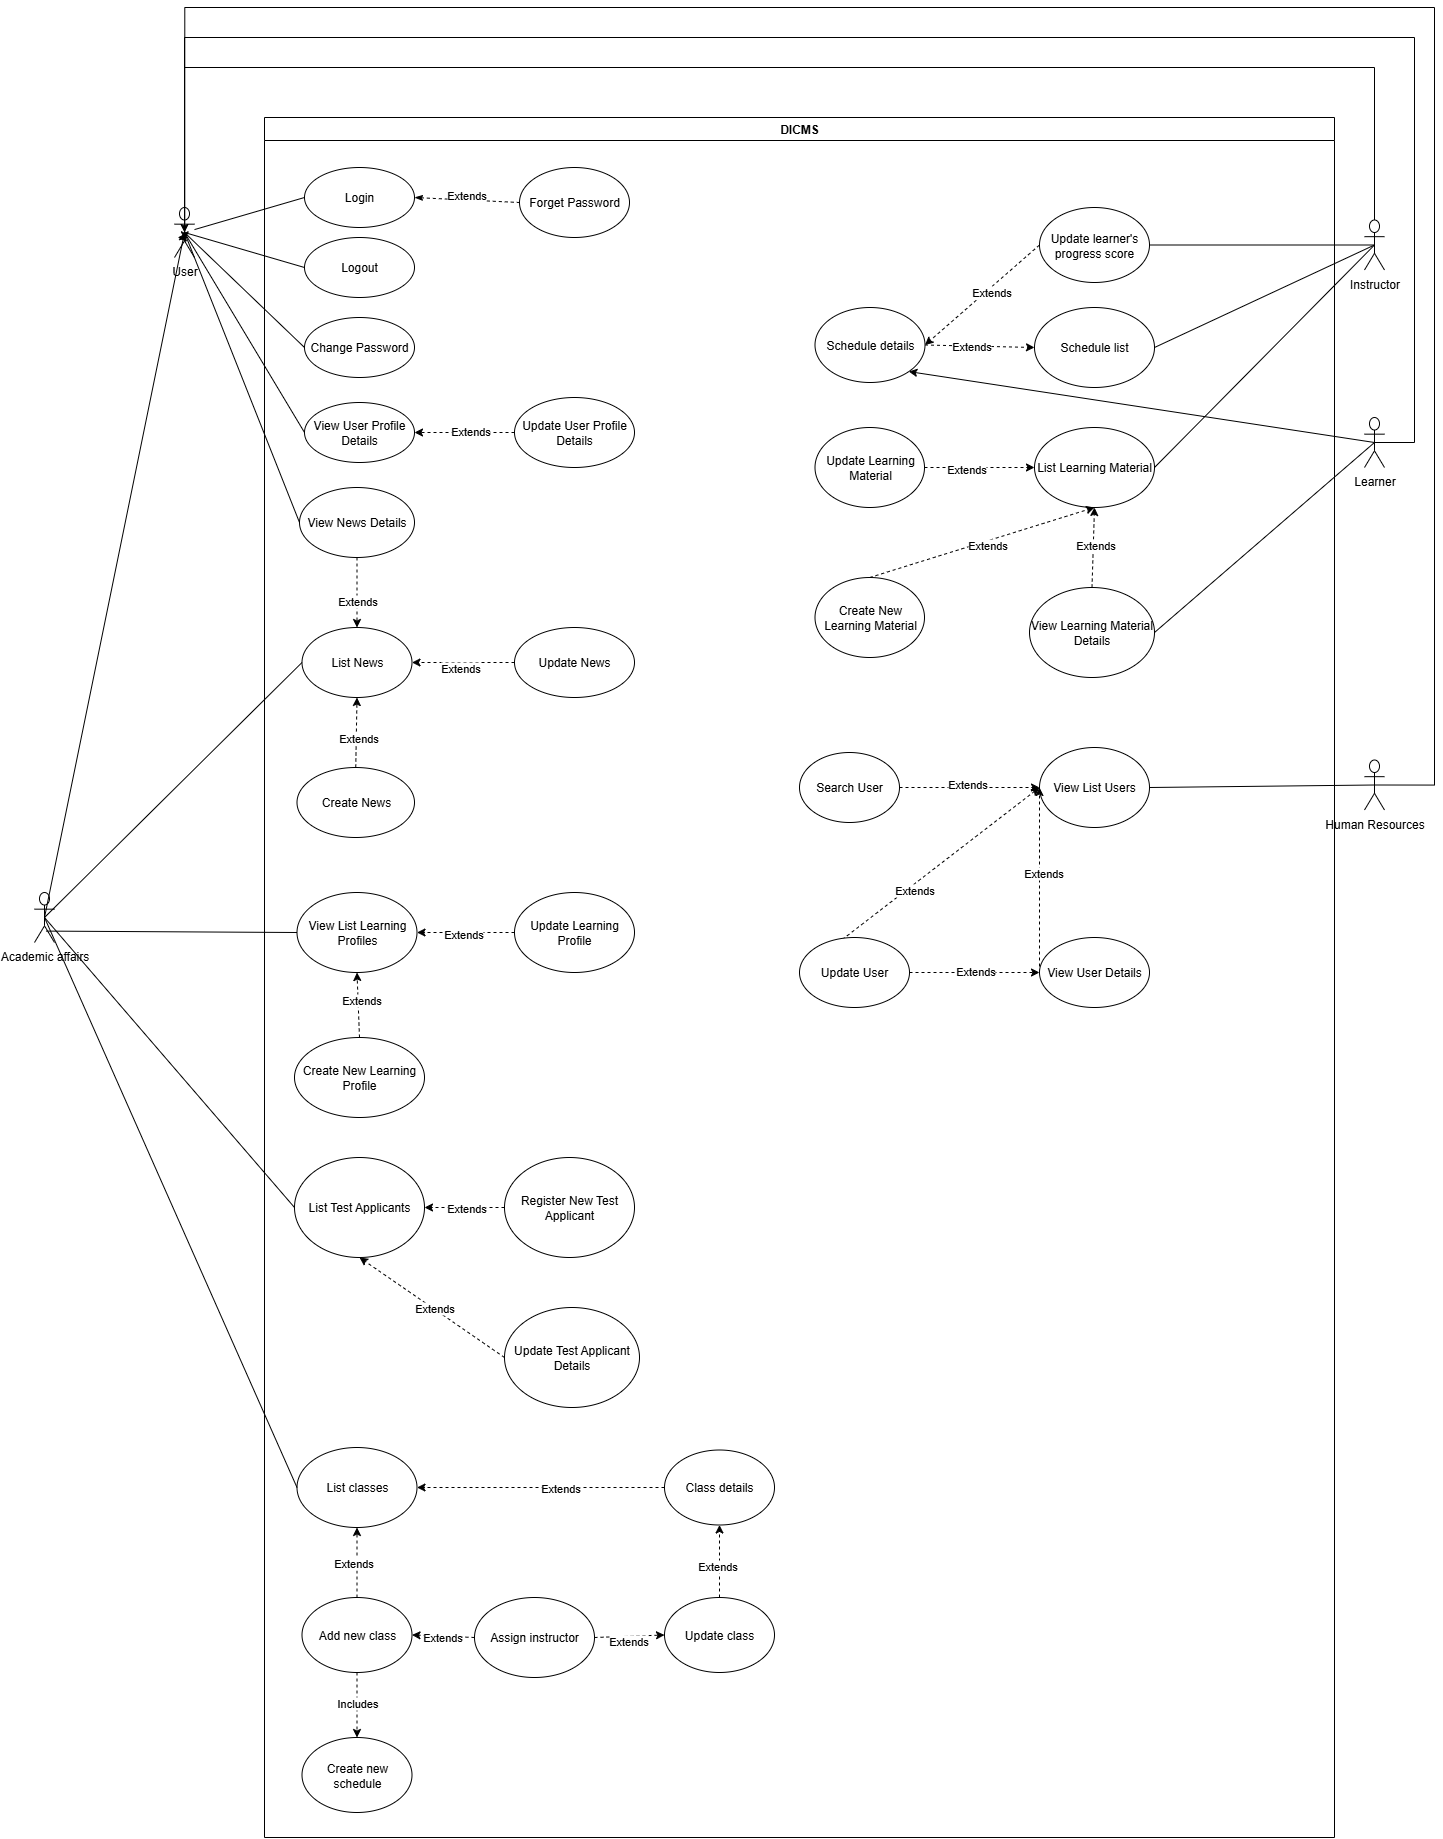 DICMS
Login
Extends
Forget Password
User
Logout
Change Password
View User Profile
Details
Extends
Update User Profile
Details
View News Details
Extends
List News
Extends
Update News
Extends
Create News
Academic affairs
View List Learning
Profiles
Extends
Update Learning
Profile
Extends
Create New Learning
Profile
List Test Applicants
Extends
Register New Test
Applicant
Extends
Update Test Applicant
Details
List classes
Extends
Class details
Extends
Extends
Add new class
Extends
Assign instructor
Extends
Update class
Includes
Create new
schedule
Update learner's
progress score
Instructor
Extends
Schedule details
Extends
Schedule list
Update Learning
Material
Extends
List Learning Material
Learner
Extends
Extends
Create New
Learning Material
View Learning Material
Details
Search User
Extends
View List Users
Human Resources
Extends
Extends
Update User
Extends
View User Details